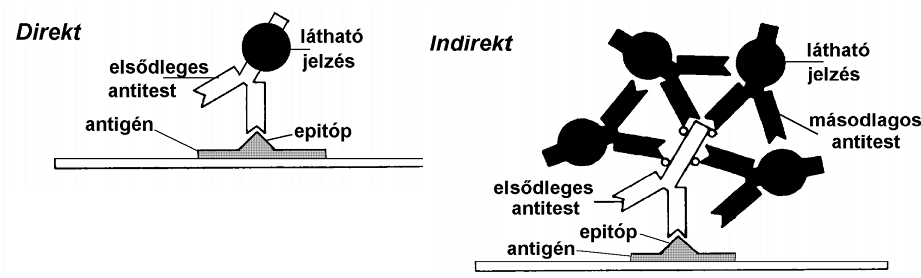 Direkt
látható
jelzés
elsődleges
antitest
antigén
epitóp
Indirekt
látható
jelzés
másodlagos
antitest
elsődleges
antitest
epitóp
antigén